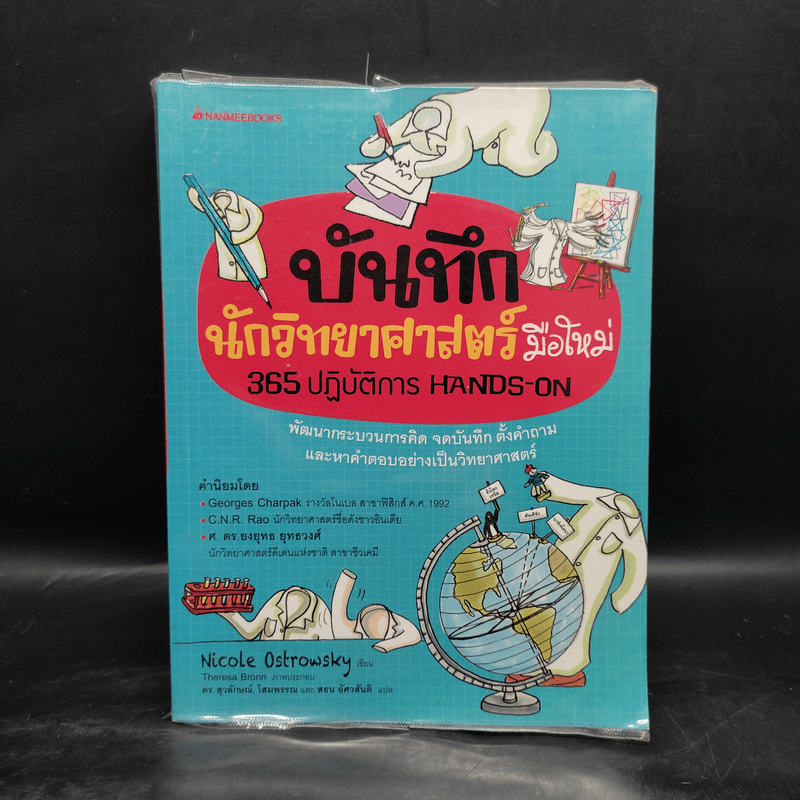 NANMEEBOOKS
บันทึก
นักวิทยาศาสตร์ มือใหม่
365 ปฏิบัติการ HANDS-ON
พัฒนากระบวนการคิด จดบันทึก ตั้งคำถาม
และหาคำตอบอย่างเป็นวิทยาศาสตร์
คำนิยมโดย
Georges Charpak รางวัลโนเบล สาขาฟิสิกส์ ค.ศ. 1992
C.N.R. Rao นักวิทยาศาสตร์ชื่อดังชาวอินเดีย
ศ. ดร.ยงยุทธ ยุทธวงศ์
นักวิทยาศาสตร์ดีเด่นแห่งชาติ สาขาชีวเคมี
Nicole Ostrowsky เขียน
Theresa Bronn ภาพประกอบ
ดร. สุวลักษณ์, โสมพรรณ และ สธน อัศวสันติ แปล